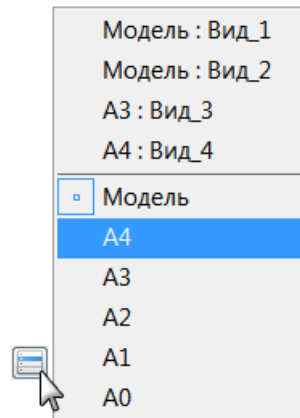 Модель : Вид_1
Модель : Вид_2
А3 : Вид_3
А4 : Вид_4
Модель
А4
А3
А2
А1
А0